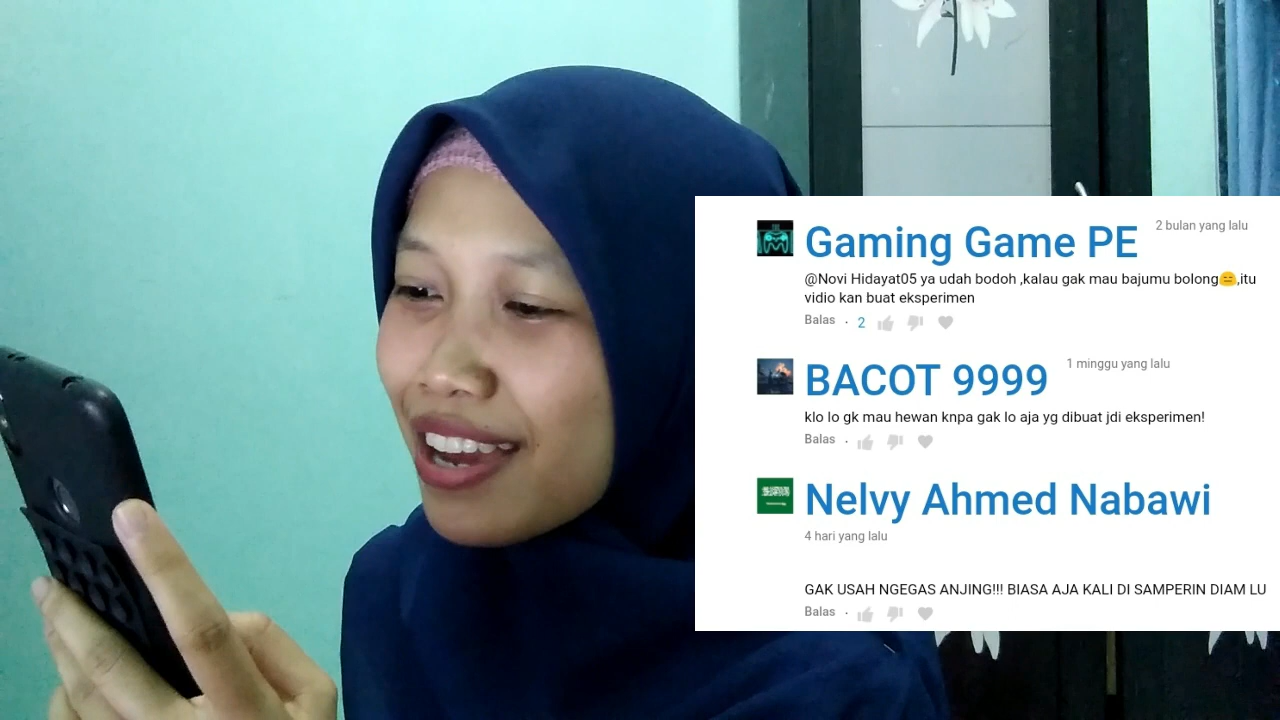 Gaming Game PE 2 bulan yang lalu
@Novi Hidayat05 ya udah bodoh ,kalau gak mau bajumu bolong😊,itu
vidio kan buat eksperimen
Balas · 2
BACOT 9999 1 minggu yang lalu
klo lo gk mau hewan knpa gak lo aja yg dibuat jdi eksperimen!
Balas ·
Nelvy Ahmed Nabawi
4 hari yang lalu
GAK USAH NGEGAS ANJING!!! BIASA AJA KALI DI SAMPERIN DIAM LU
Balas ·